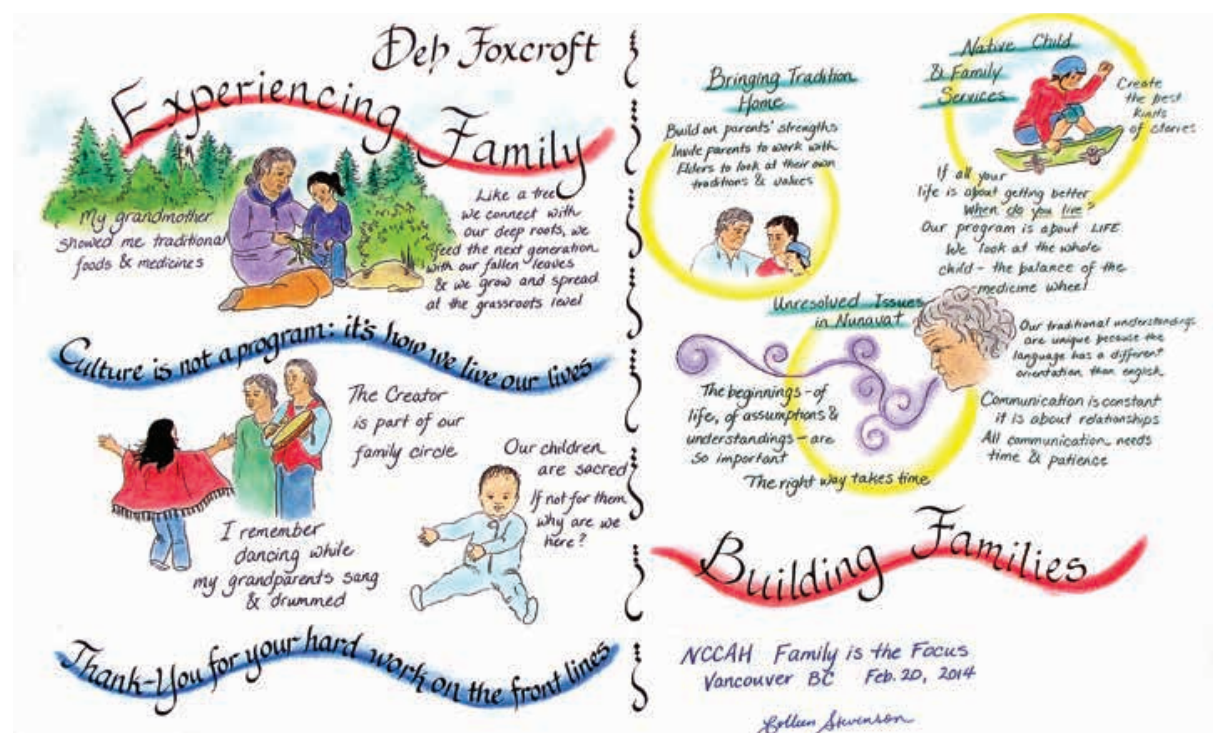 Deb Foxcroft
Experiencing
Family
My grandmother
showed me traditional
foods & medicines
Like a tree
we connect with
our deep roots, we
feed the next generation
with our fallen leaves
& we grow and spread
at the grassroots level
Culture is not a program: it's how we live our lives
The Creator
is part of our
family circle
I remember
dancing while
my grandparents sang
& drummed
Our children
are sacred
If not for them
why are we
here?
Thank-You for your hard work on the front lines
Bringing Tradition
Home
Build on parents' strengths
Invite parents to work with
Elders to look at their own
traditions & values
Native Child
& Family
Services
Create
the best
kinds
of stories
If all your
life is about getting better
When do you live?
Our program is about LIFE
We look at the whole
child - the balance of the
medicine wheel
Unresolved Issues
in Nunavat
Our traditional understandings
are unique because the
language has a different
orientation than english
The beginnings - of
life, of assumptions &
understandings - are
so important
Communication is constant
it is about relationships
All communication needs
time & patience
The right way takes time
Building Families
NCCAH Family is the Focus
Vancouver BC Feb. 20, 2014
Colleen Stevenson